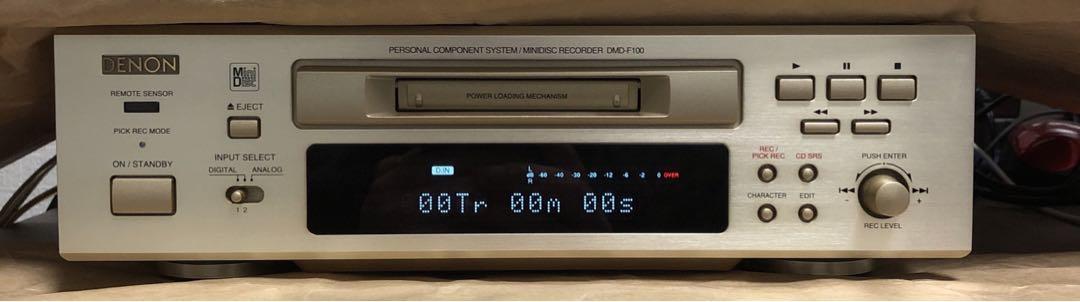 PERSONAL COMPONENT SYSTEM / MINIDISC RECORDER DMD-F100
DENON
REMOTE SENSOR
PICK REC MODE
ON / STANDBY
Mini
Disc
EJECT
INPUT SELECT
DIGITAL ANALOG
1 2
POWER LOADING MECHANISM
D.IN
L
dB -60 -40 -30 -20 -12 -6 -2 0 OVER
R
00Tr 00m 00s
REC / PICK REC
CD SRS
CHARACTER
EDIT
PUSH ENTER
- +
REC LEVEL